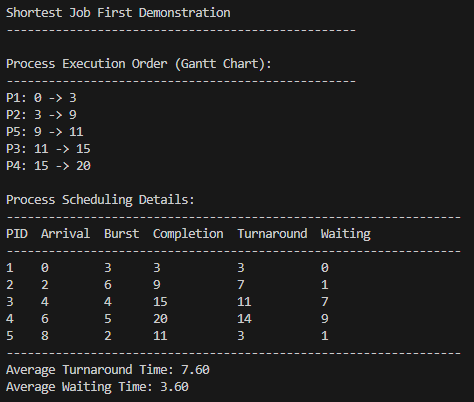 Shortest Job First Demonstration
--------------------------------------------------
Process Execution Order (Gantt Chart):
--------------------------------------------------
P1: 0 -> 3
P2: 3 -> 9
P5: 9 -> 11
P3: 11 -> 15
P4: 15 -> 20
Process Scheduling Details:
-----------------------------------------------------------------
PID  Arrival  Burst  Completion  Turnaround  Waiting
-----------------------------------------------------------------
1    0        3      3           3           0
2    2        6      9           7           1
3    4        4      15          11          7
4    6        5      20          14          9
5    8        2      11          3           1
-----------------------------------------------------------------
Average Turnaround Time: 7.60
Average Waiting Time: 3.60